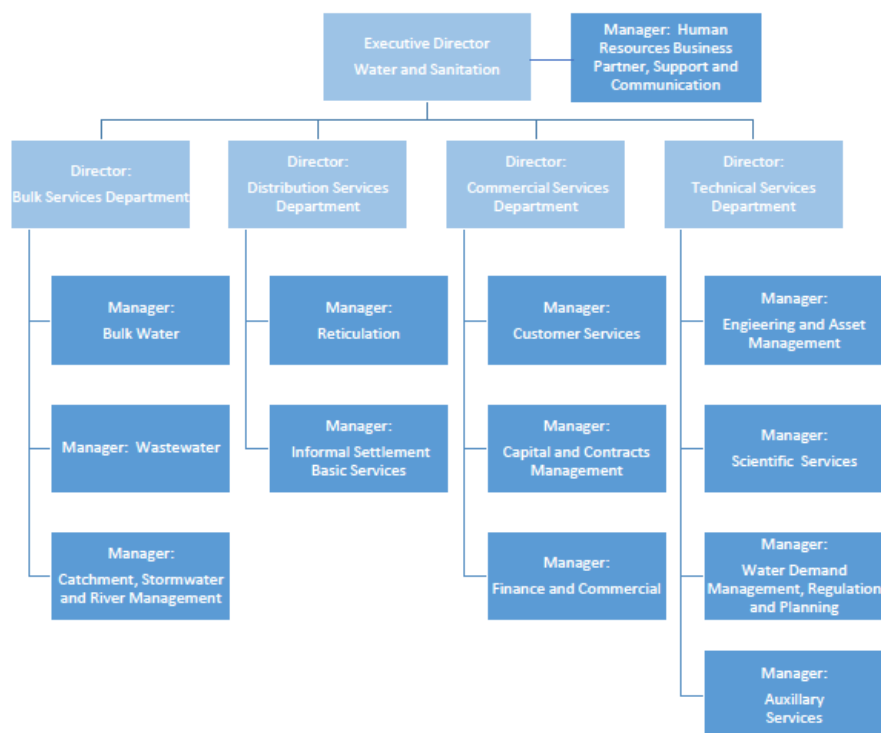 Executive Director
Water and Sanitation
Manager:  Human
Resources Business
Partner, Support and
Communication
Director:
Bulk Services Department
Director:
Distribution Services
Department
Director:
Commercial Services
Department
Director:
Technical Services
Department
Manager:
Bulk Water
Manager:
Reticulation
Manager:
Customer Services
Manager:
Engieering and Asset
Management
Manager:  Wastewater
Manager:
Informal Settlement
Basic Services
Manager:
Capital and Contracts
Management
Manager:
Scientific Services
Manager:
Catchment, Stormwater
and River Management
Manager:
Finance and Commercial
Manager:
Water Demand
Management, Regulation
and Planning
Manager:
Auxillary
Services